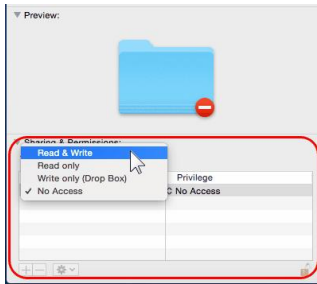 Preview:
Sharing & Permissions:
Read & Write
Read only
Write only (Drop Box)
✓ No Access
Privilege
No Access